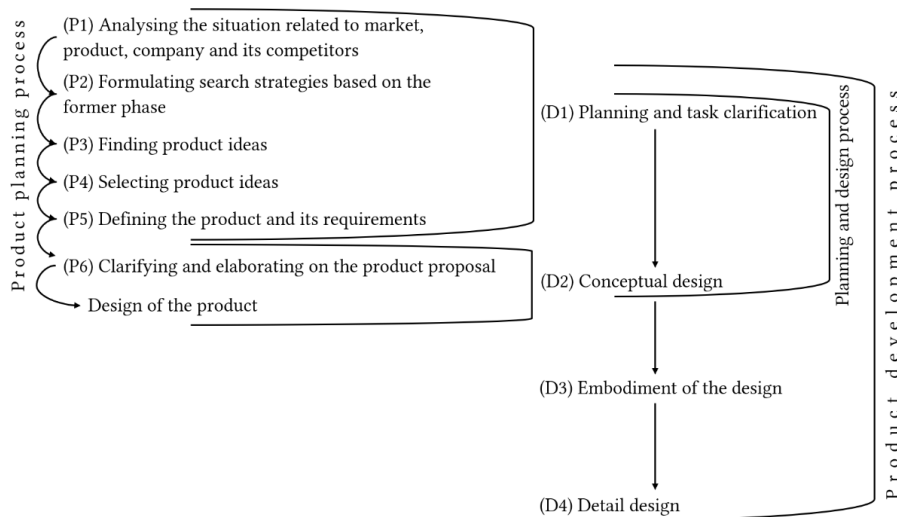 Product planning process
(P1) Analysing the situation related to market,
product, company and its competitors
(P2) Formulating search strategies based on the
former phase
(P3) Finding product ideas
(P4) Selecting product ideas
(P5) Defining the product and its requirements
(P6) Clarifying and elaborating on the product proposal
Design of the product
(D1) Planning and task clarification
(D2) Conceptual design
(D3) Embodiment of the design
(D4) Detail design
Planning and design process
Product development process